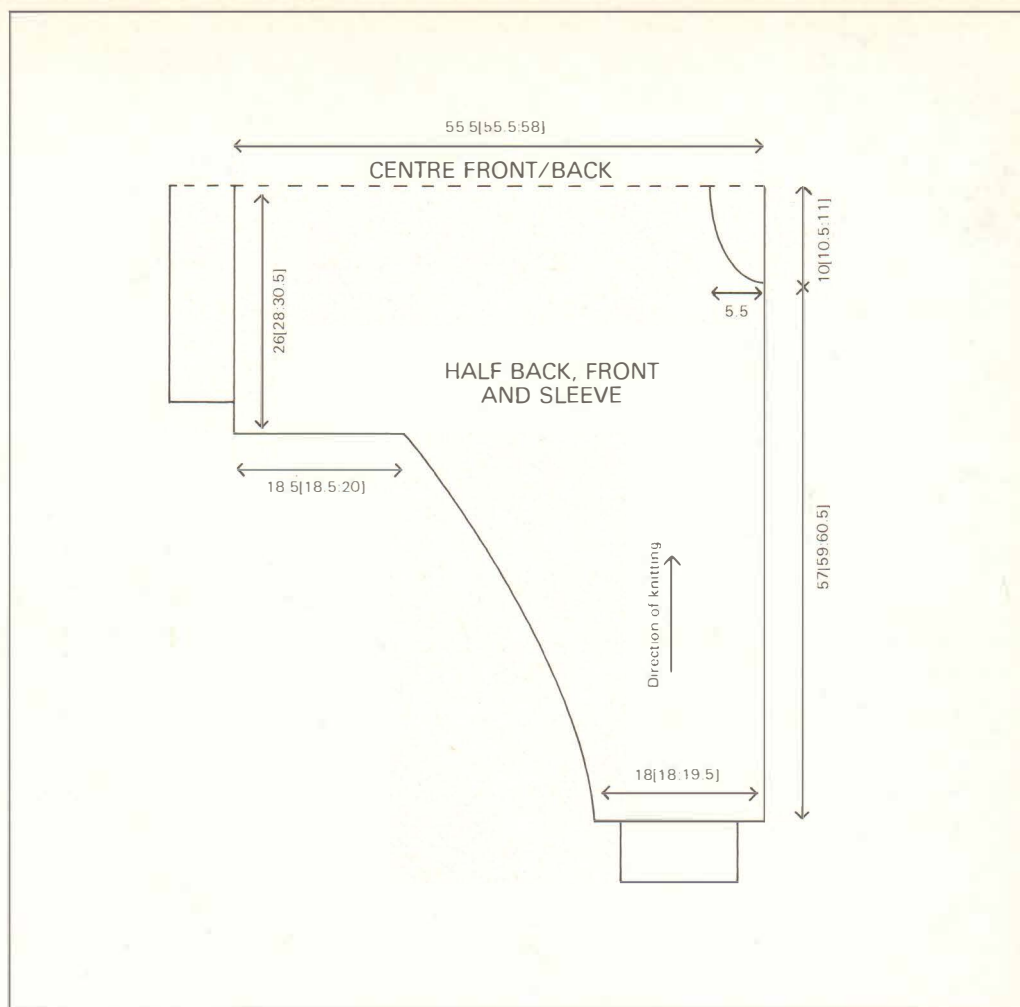 55 5[55.5:58]
CENTRE FRONT/BACK
10[10.5:11]
26[28:30.5]
5.5
HALF BACK, FRONT
AND SLEEVE
18 5[18.5:20]
57[59:60.5]
Direction of knitting
18[18:19.5]